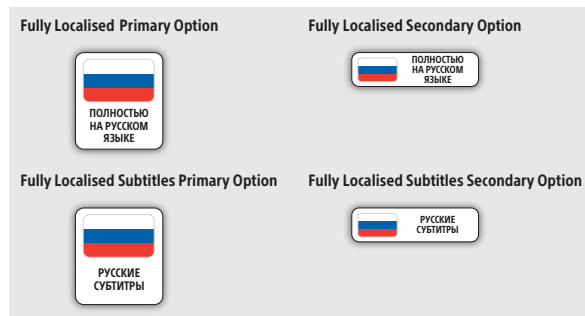 Fully Localised Primary Option
Fully Localised Secondary Option
ПОЛНОСТЬЮ
НА РУССКОМ
ЯЗЫКЕ
ПОЛНОСТЬЮ
НА РУССКОМ
ЯЗЫКЕ
Fully Localised Subtitles Primary Option
Fully Localised Subtitles Secondary Option
РУССКИЕ
СУБТИТРЫ
РУССКИЕ
СУБТИТРЫ